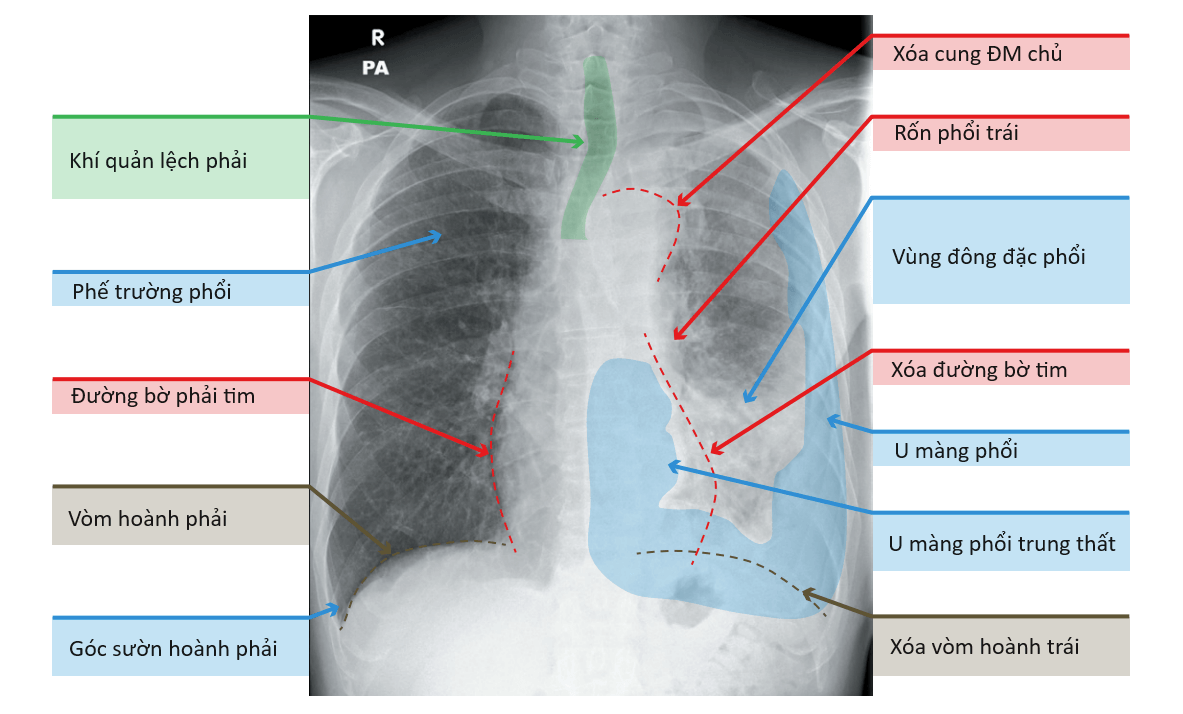 R
PA
Khí quản lệch phải
Phế trường phổi
Đường bờ phải tim
Vòm hoành phải
Góc sườn hoành phải
Xóa cung ĐM chủ
Rốn phổi trái
Vùng đông đặc phổi
Xóa đường bờ tim
U màng phổi
U màng phổi trung thất
Xóa vòm hoành trái